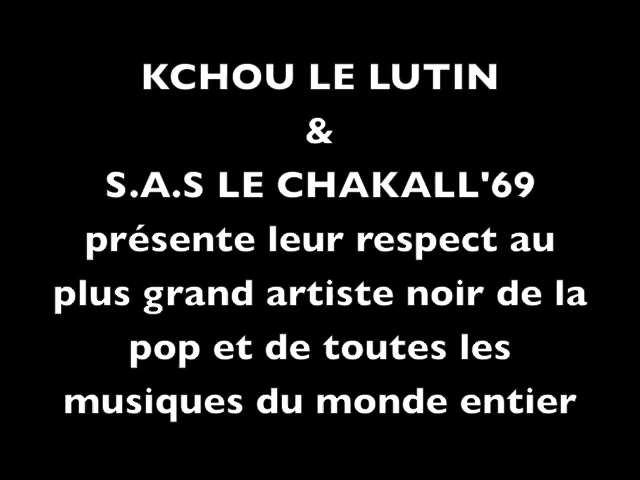 KCHOU LE LUTIN
&
S.A.S LE CHAKALL'69
présente leur respect au
plus grand artiste noir de la
pop et de toutes les
musiques du monde entier